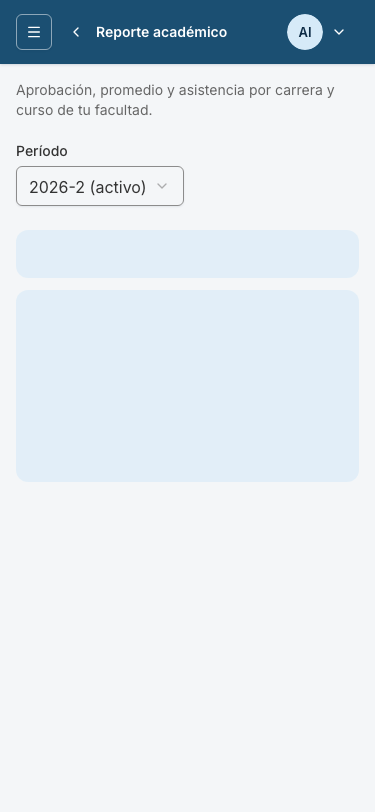 Reporte académico
AI
Aprobación, promedio y asistencia por carrera y
curso de tu facultad.
Período
2026-2 (activo)